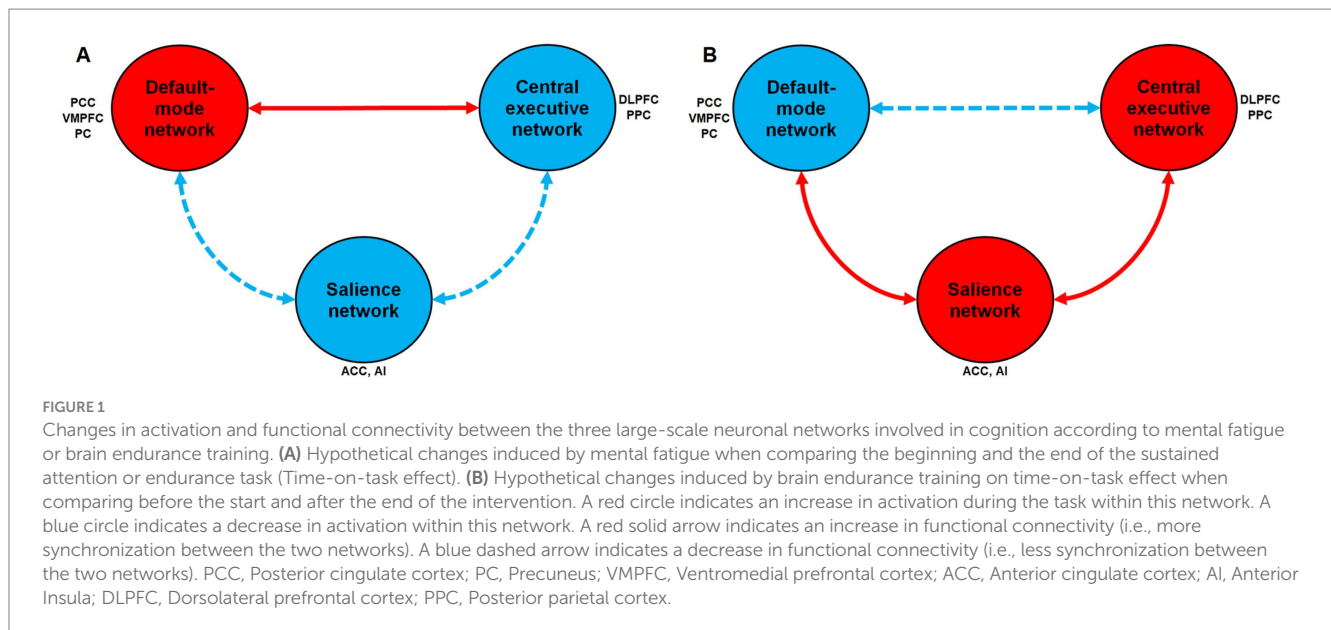 A
Default-
mode
network
PCC
VMPFC
PC
Central
executive
network
DLPFC
PPC
Salience
network
ACC, AI
B
Default-
mode
network
PCC
VMPFC
PC
Central
executive
network
DLPFC
PPC
Salience
network
ACC, AI
FIGURE 1
Changes in activation and functional connectivity between the three large-scale neuronal networks involved in cognition according to mental fatigue
or brain endurance training. (A) Hypothetical changes induced by mental fatigue when comparing the beginning and the end of the sustained
attention or endurance task (Time-on-task effect). (B) Hypothetical changes induced by brain endurance training on time-on-task effect when
comparing before the start and after the end of the intervention. A red circle indicates an increase in activation during the task within this network. A
blue circle indicates a decrease in activation within this network. A red solid arrow indicates an increase in functional connectivity (i.e., more
synchronization between the two networks). A blue dashed arrow indicates a decrease in functional connectivity (i.e., less synchronization between
the two networks). PCC, Posterior cingulate cortex; PC, Precuneus; VMPFC, Ventromedial prefrontal cortex; ACC, Anterior cingulate cortex; AI, Anterior
Insula; DLPFC, Dorsolateral prefrontal cortex; PPC, Posterior parietal cortex.